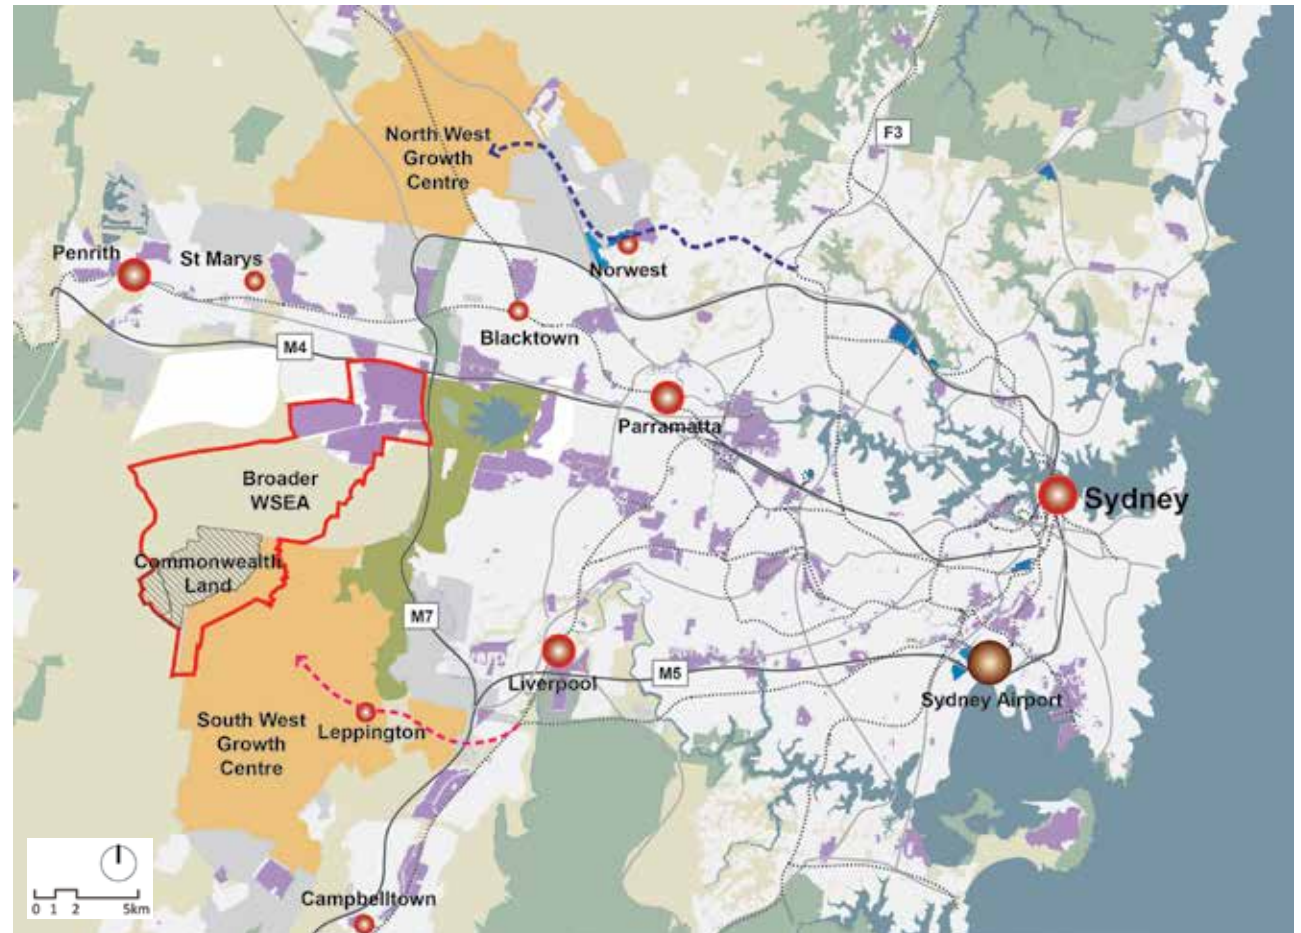 F3
North West
Growth
Centre
Penrith
St Marys
Norwest
Blacktown
M4
Parramatta
Broader
WSEA
Sydney
Commonwealth
Land
M7
Liverpool
M5
Sydney Airport
South West
Growth
Centre
Leppington
Campbelltown
0 1 2 5km